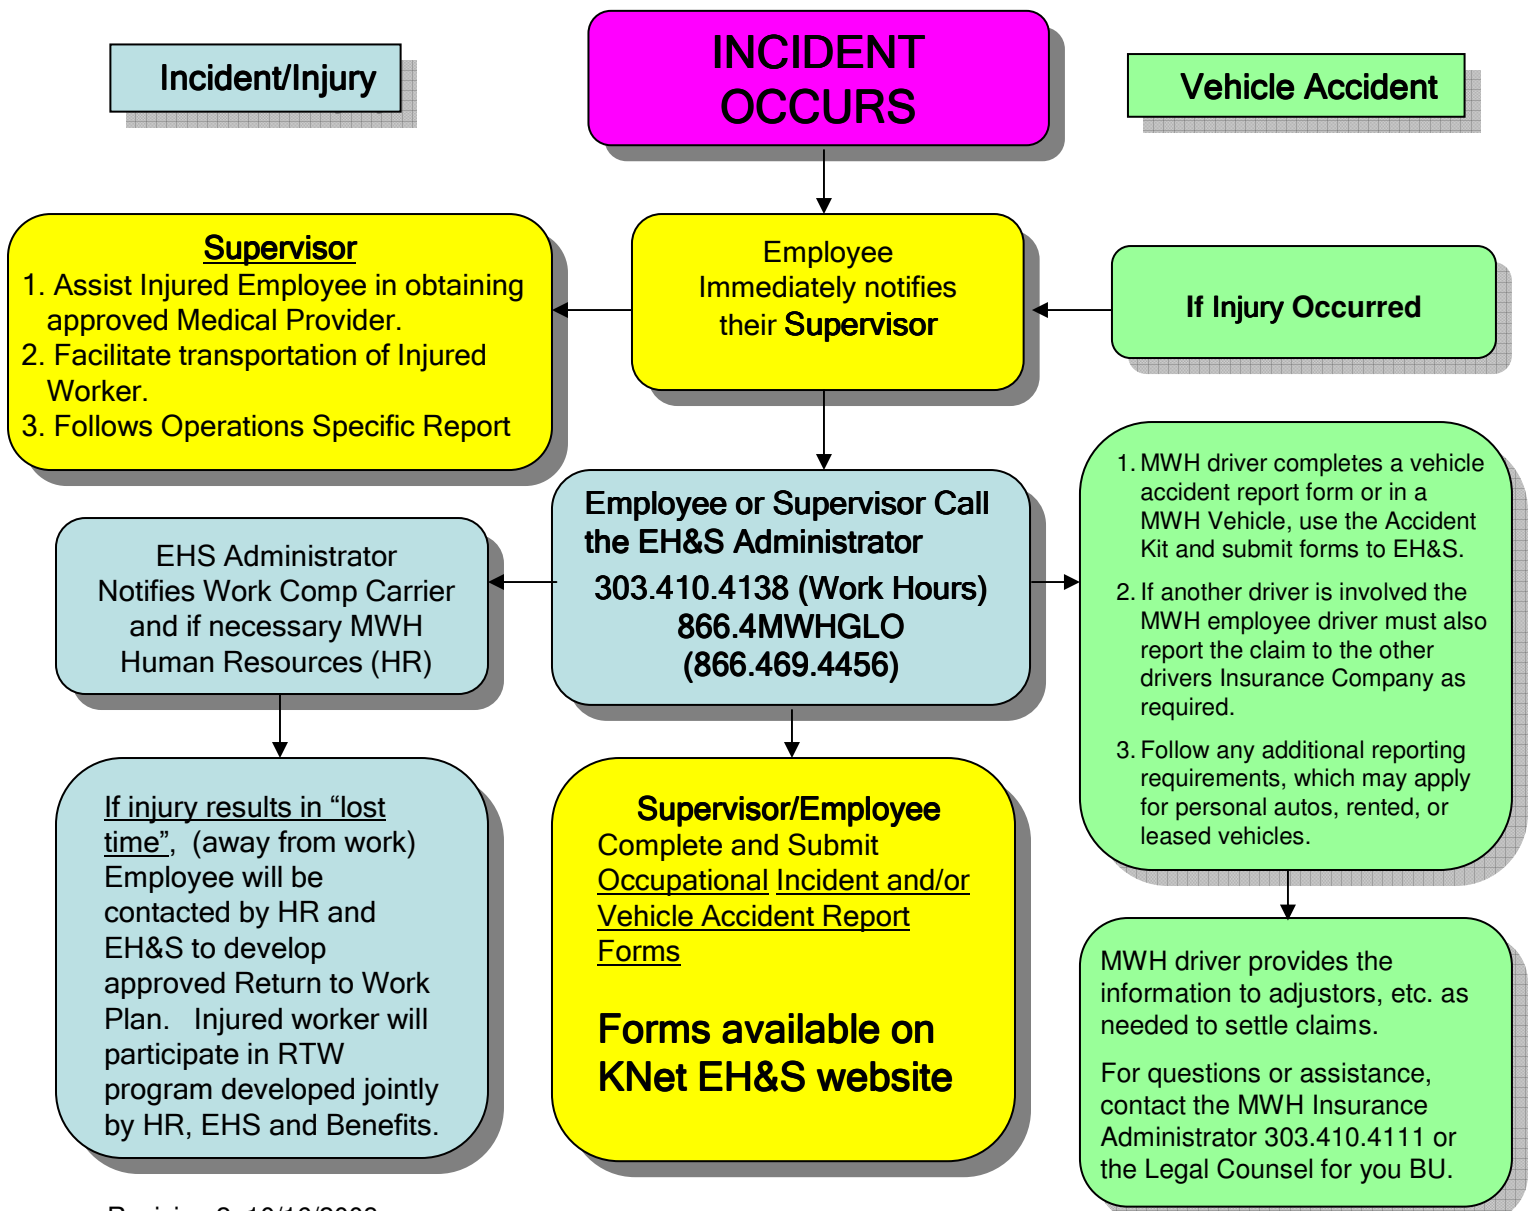 Incident/Injury
INCIDENT
OCCURS
Vehicle Accident
Supervisor
1. Assist Injured Employee in obtaining
approved Medical Provider.
2. Facilitate transportation of Injured
Worker.
3. Follows Operations Specific Report
Employee
Immediately notifies
their Supervisor
If Injury Occurred
EHS Administrator
Notifies Work Comp Carrier
and if necessary MWH
Human Resources (HR)
Employee or Supervisor Call
the EH&S Administrator
303.410.4138 (Work Hours)
866.4MWHGLO
(866.469.4456)
1. MWH driver completes a vehicle
accident report form or in a
MWH Vehicle, use the Accident
Kit and submit forms to EH&S.
2. If another driver is involved the
MWH employee driver must also
report the claim to the other
drivers Insurance Company as
required.
3. Follow any additional reporting
requirements, which may apply
for personal autos, rented, or
leased vehicles.
If injury results in “lost
time”, (away from work)
Employee will be
contacted by HR and
EH&S to develop
approved Return to Work
Plan. Injured worker will
participate in RTW
program developed jointly
by HR, EHS and Benefits.
Supervisor/Employee
Complete and Submit
Occupational Incident and/or
Vehicle Accident Report
Forms
Forms available on
KNet EH&S website
MWH driver provides the
information to adjustors, etc. as
needed to settle claims.
For questions or assistance,
contact the MWH Insurance
Administrator 303.410.4111 or
the Legal Counsel for you BU.